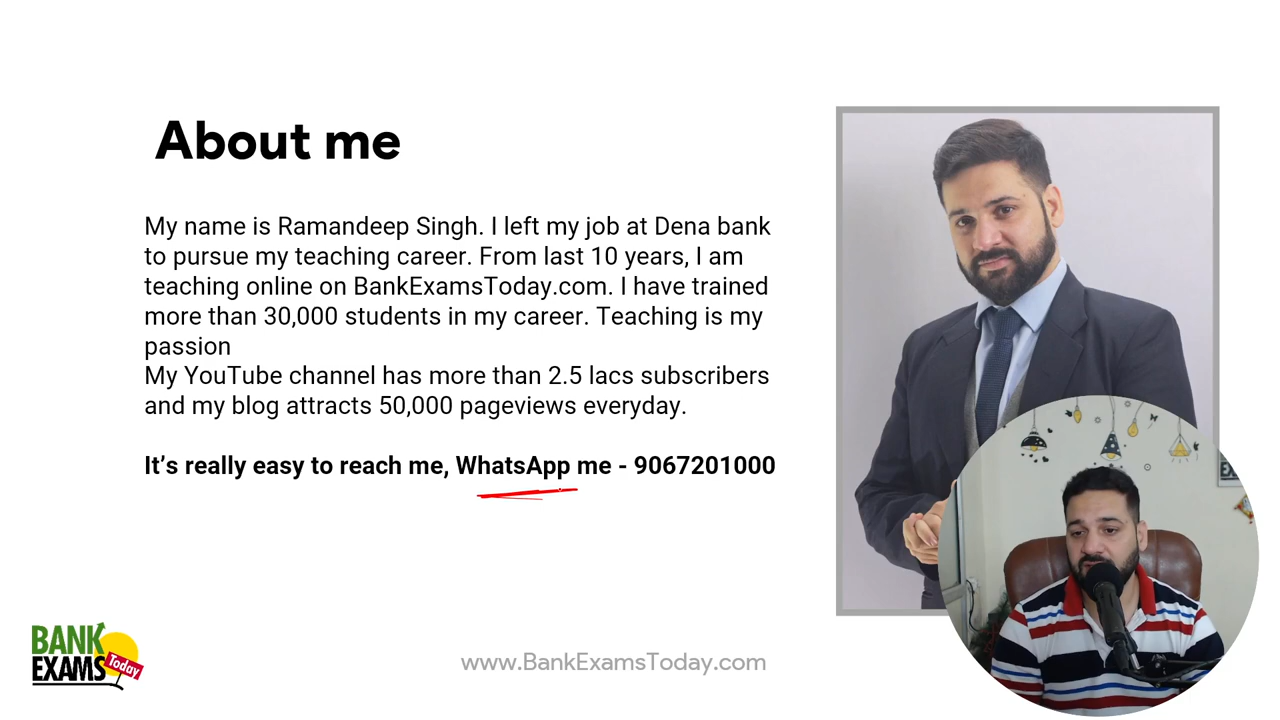 About me
My name is Ramandeep Singh. I left my job at Dena bank
to pursue my teaching career. From last 10 years, I am
teaching online on BankExamsToday.com. I have trained
more than 30,000 students in my career. Teaching is my
passion
My YouTube channel has more than 2.5 lacs subscribers
and my blog attracts 50,000 pageviews everyday.
It’s really easy to reach me, WhatsApp me - 9067201000
BANK
EXAMS
Today
www.BankExamsToday.com